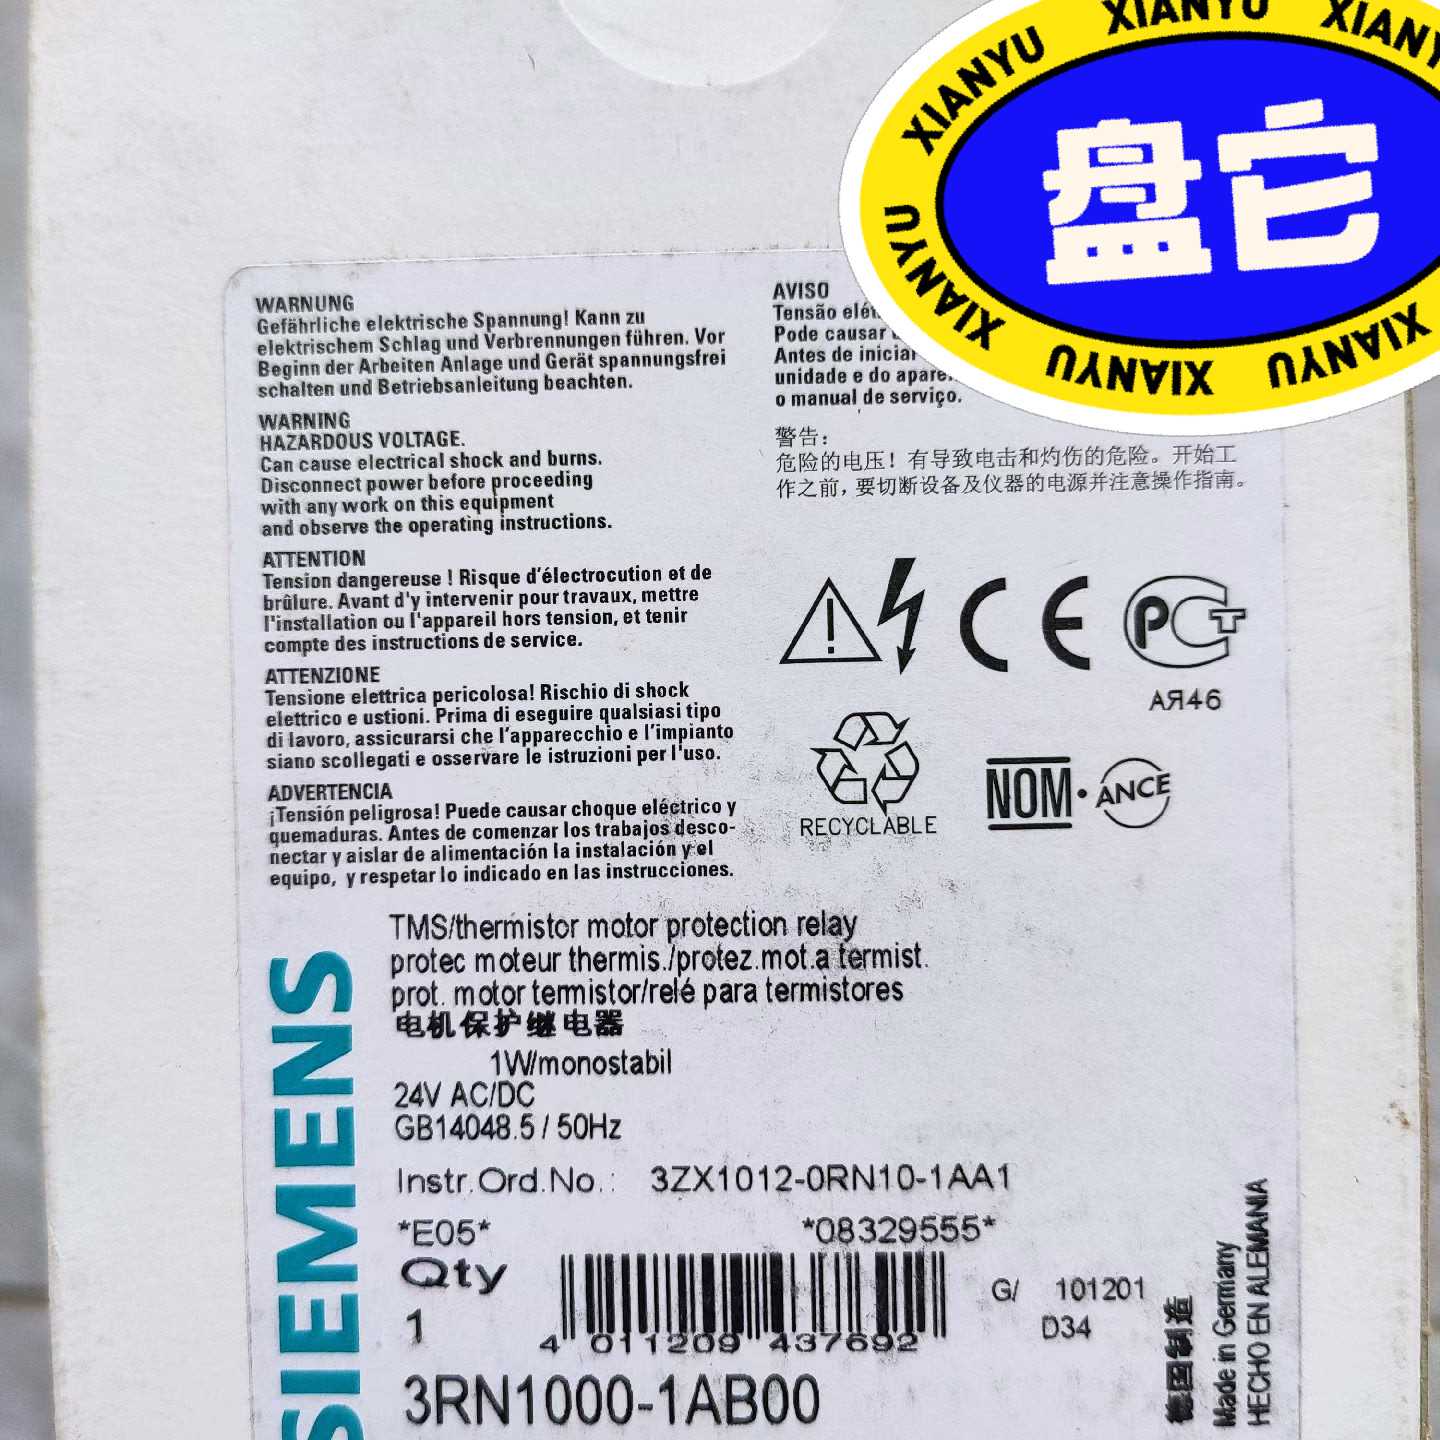 XIANYU
XIANYU
XIANYU
XIANYU
XIANYU
XIANYU
XIANYU
XIANYU
盘它
WARNUNG
Gefährliche elektrische Spannung! Kann zu
elektrischem Schlag und Verbrennungen führen. Vor
Beginn der Arbeiten Anlage und Gerät spannungsfrei
schalten und Betriebsanleitung beachten.
WARNING
HAZARDOUS VOLTAGE.
Can cause electrical shock and burns.
Disconnect power before proceeding
with any work on this equipment
and observe the operating instructions.
ATTENTION
Tension dangereuse ! Risque d'électrocution et de
brûlure. Avant d'y intervenir pour travaux, mettre
l'installation ou l'appareil hors tension, et tenir
compte des instructions de service.
ATTENZIONE
Tensione elettrica pericolosa! Rischio di shock
elettrico e ustioni. Prima di eseguire qualsiasi tipo
di lavoro, assicurarsi che l'apparecchio e l'impianto
siano scollegati e osservare le istruzioni per l'uso.
ADVERTENCIA
¡Tensión peligrosa! Puede causar choque eléctrico y
quemaduras. Antes de comenzar los trabajos desco-
nectar y aislar de alimentación la instalación y el
equipo, y respetar lo indicado en las instrucciones.
AVISO
Tensão
Pode causar
Antes de iniciar
unidade e do
o manual de serviço.
警告：
危险的电压！有导致电击和灼伤的危险。开始工
作之前，要切断设备及仪器的电源并注意操作指南。
CE
PCT
АЯ46
RECYCLABLE
NOM·ANCE
SIEMENS
TMS/thermistor motor protection relay
protec moteur thermis./protez.mot.a termist.
prot. motor termistor/relé para termistores
电机保护继电器
1W/monostabil
24V AC/DC
GB14048.5 / 50Hz
Instr.Ord.No.: 3ZX1012-0RN10-1AA1
*E05* *08329555*
Qty
1
4 011209 437692
G/ 101201
D34
3RN1000-1AB00
德国制造
Made in Germany
HECHO EN ALEMANIA